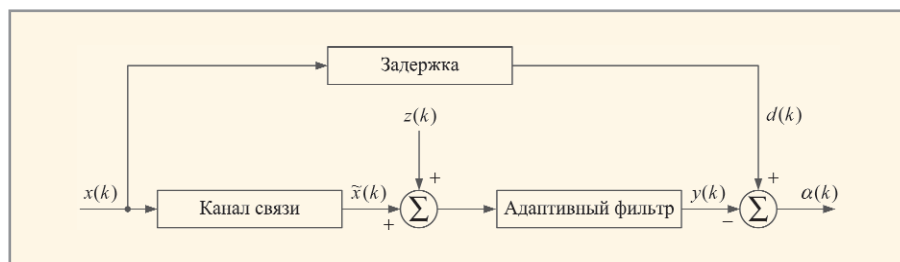 Задержка
z(k)
d(k)
+
+
x(k)
Канал связи
x̃(k)
+
Σ
Адаптивный фильтр
y(k)
−
Σ
α(k)